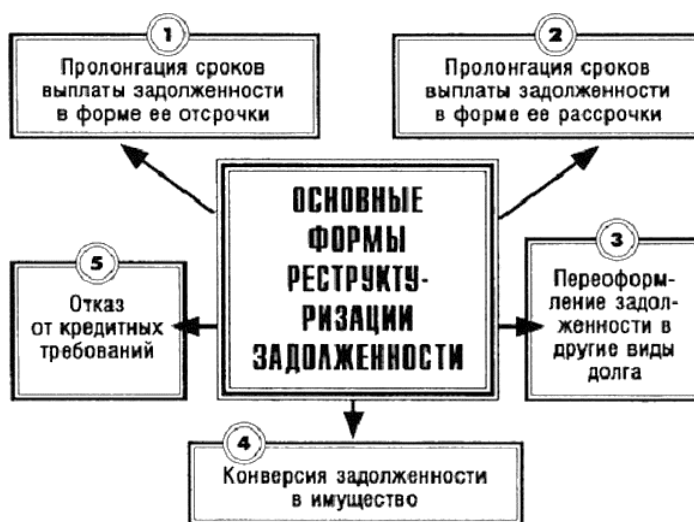 1
Пролонгация сроков
выплаты задолженности
в форме ее отсрочки
2
Пролонгация сроков
выплаты задолженности
в форме ее рассрочки
ОСНОВНЫЕ
ФОРМЫ
РЕСТРУКТУ-
РИЗАЦИИ
ЗАДОЛЖЕННОСТИ
3
Переоформ-
ление задол-
женности в
другие виды
долга
4
Конверсия задолженности
в имущество
5
Отказ
от кредитных
требований